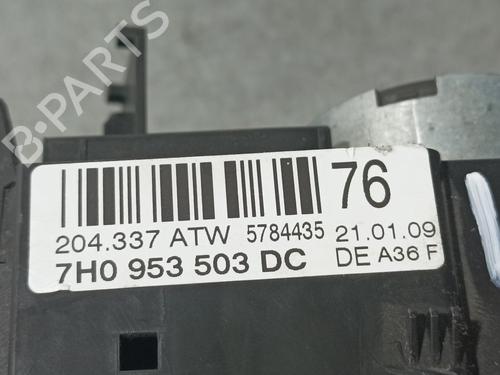 B-PARTS
76
204.337 ATW 5784435 21.01.09
7H0 953 503 DC DE A36 F